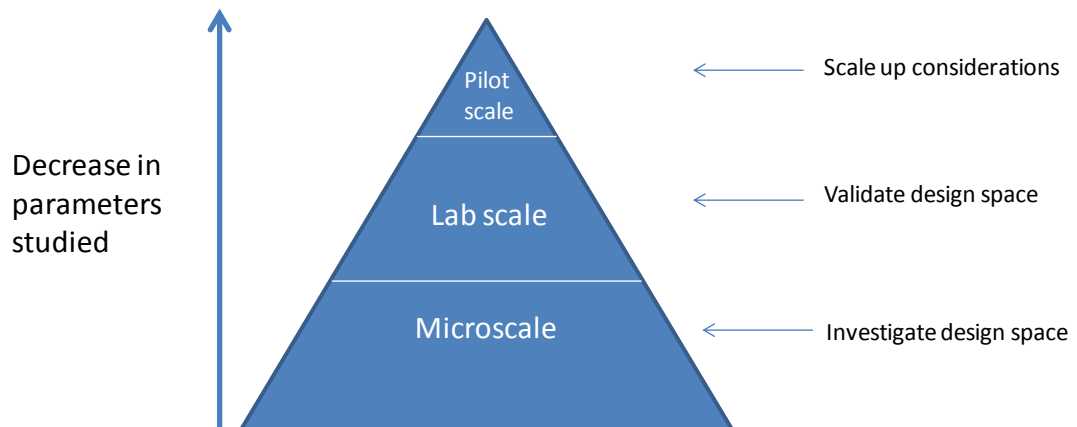 Pilot
scale
Scale up considerations
Decrease in
parameters
studied
Lab scale
Validate design space
Microscale
Investigate design space